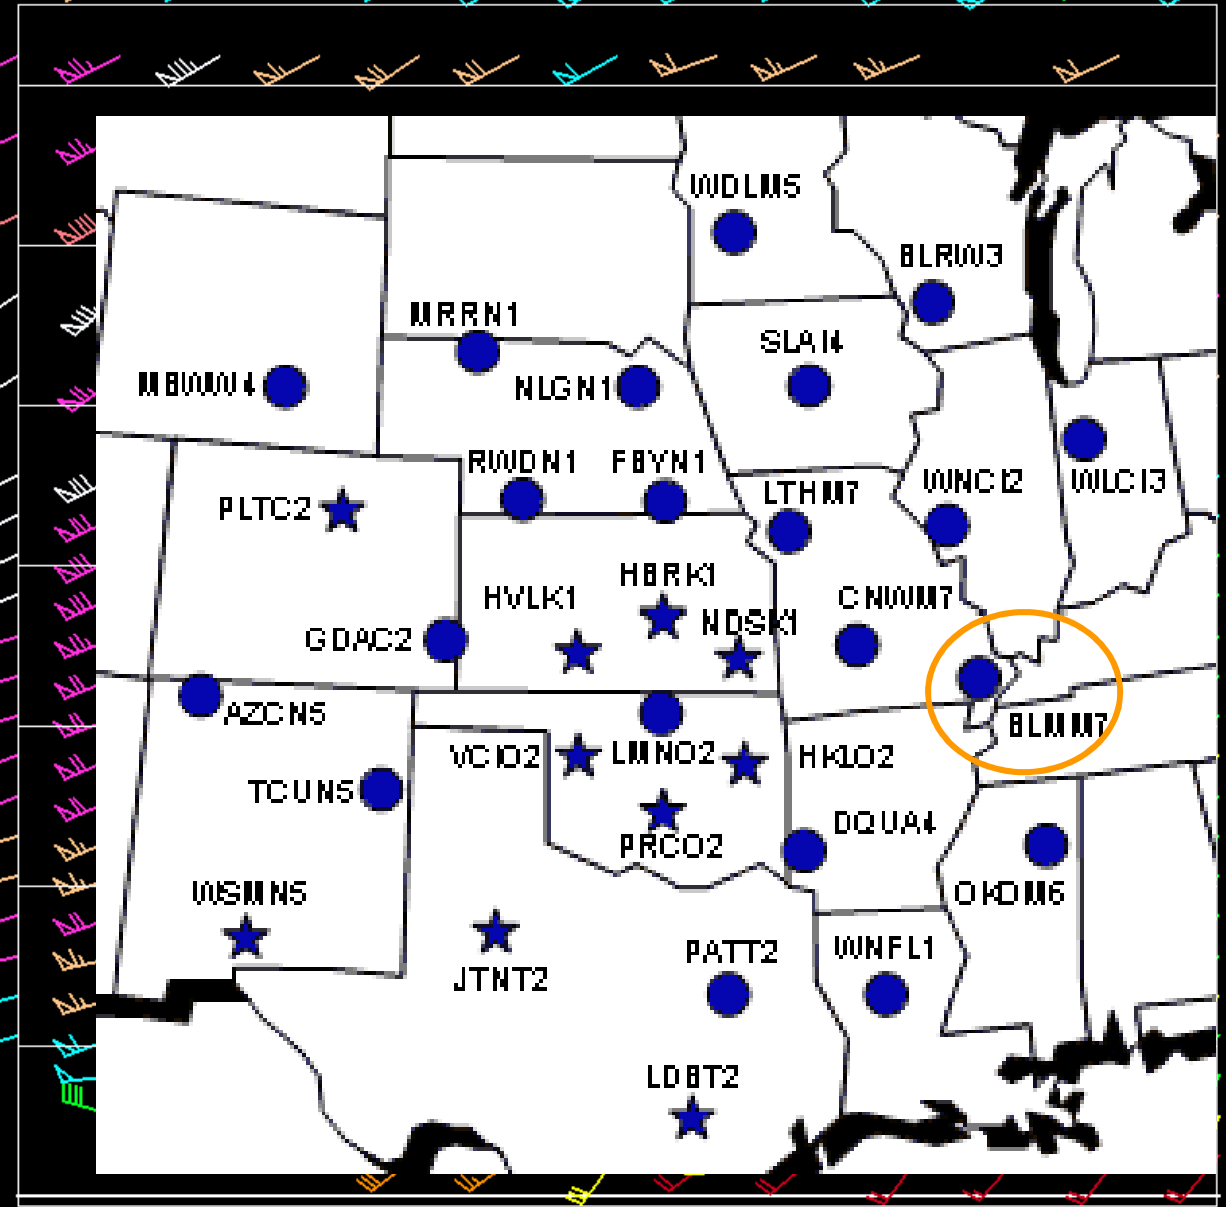 WDLM5
BLRW3
MRRN1
SLAI4
MBWW4
NLGN1
RWDN1
FBYN1
LTHM7
WNCI2
WLCI3
PLTC2
HBRK1
HVLK1
CNWM7
NDSK1
GDAC2
AZCN5
BLMM7
VCIO2
LMNO2
HKLO2
TCUN5
DQUA4
PRCO2
WSMN5
OKOM6
PATT2
WNFL1
JTNT2
LDBT2